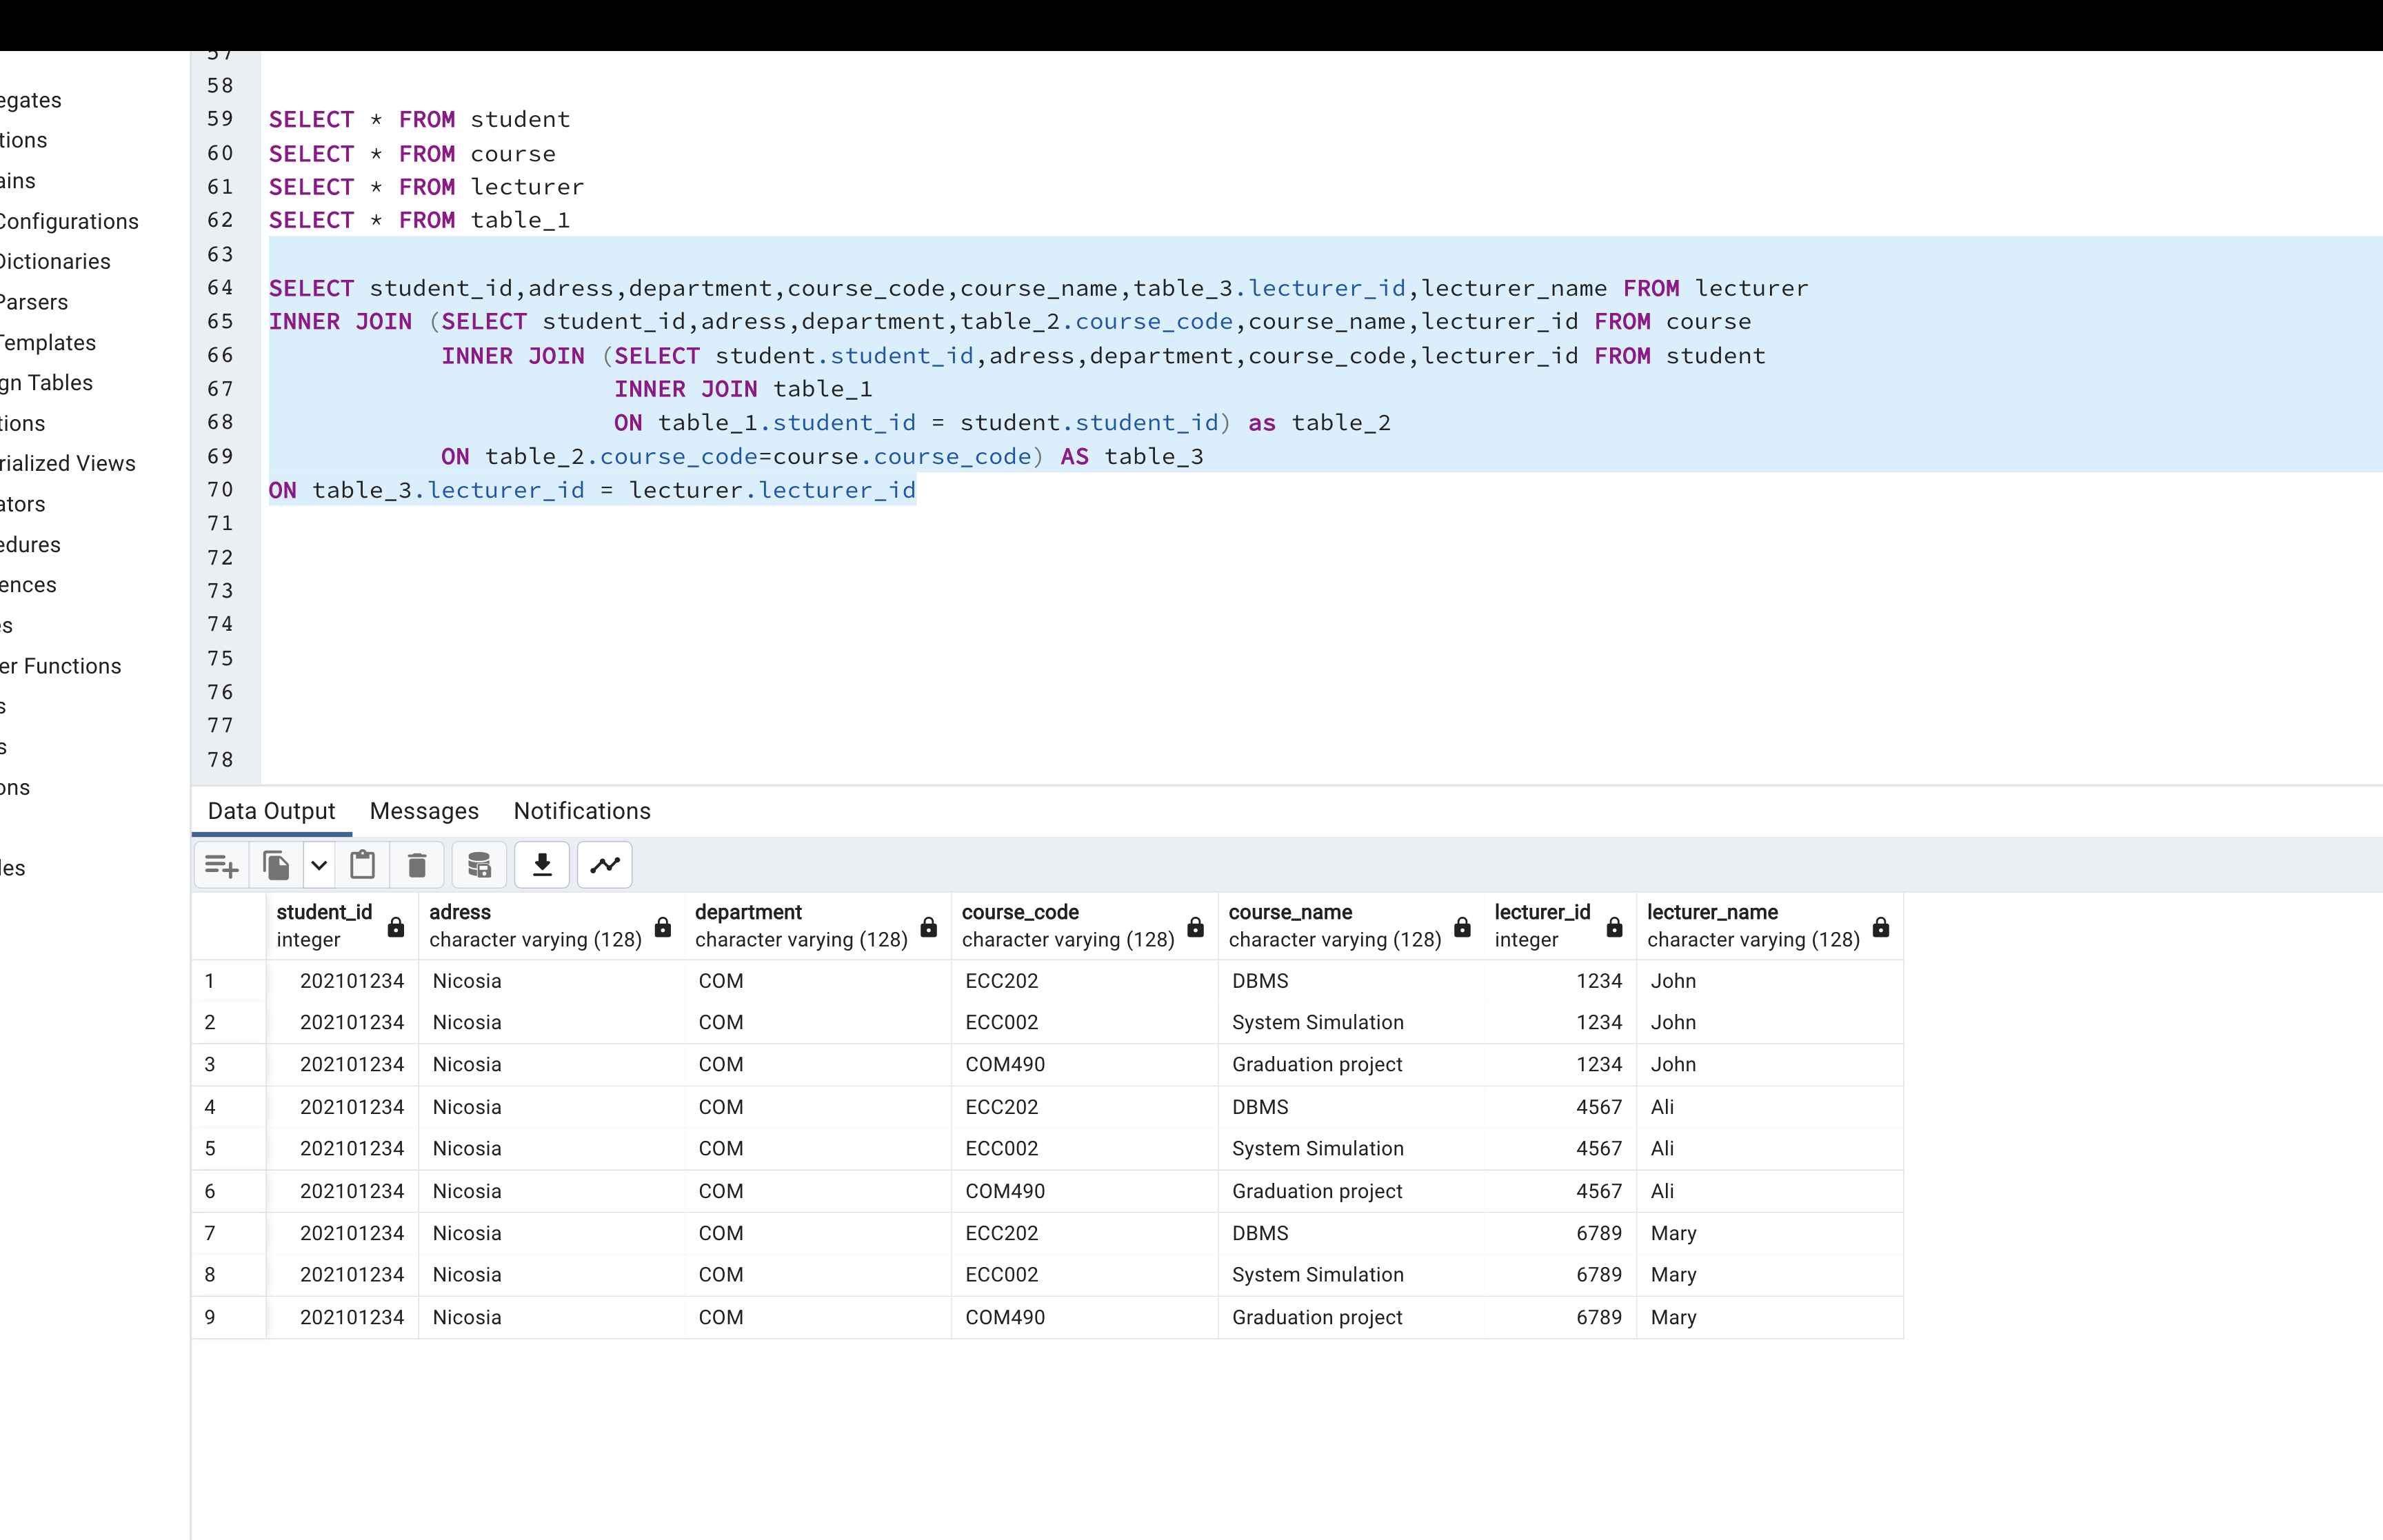 57
58
egates
59 SELECT * FROM student
tions
60 SELECT * FROM course
ains
61 SELECT * FROM lecturer
Configurations
62 SELECT * FROM table_1
Dictionaries
63
Parsers
64 SELECT student_id,adress,department,course_code,course_name,table_3.lecturer_id,lecturer_name FROM lecturer
65 INNER JOIN (SELECT student_id,adress,department,table_2.course_code,course_name,lecturer_id FROM course
Templates
66 INNER JOIN (SELECT student.student_id,adress,department,course_code,lecturer_id FROM student
gn Tables
67 INNER JOIN table_1
tions
68 ON table_1.student_id = student.student_id) as table_2
rialized Views
69 ON table_2.course_code=course.course_code) AS table_3
ators
70 ON table_3.lecturer_id = lecturer.lecturer_id
71
edures
72
ences
73
s
74
er Functions
75
s
76
s
77
ons
78
les
Data Output Messages Notifications
student_id adress department course_code course_name lecturer_id lecturer_name
integer character varying (128) character varying (128) character varying (128) character varying (128) integer character varying (128)
1 202101234 Nicosia COM ECC202 DBMS 1234 John
2 202101234 Nicosia COM ECC002 System Simulation 1234 John
3 202101234 Nicosia COM COM490 Graduation project 1234 John
4 202101234 Nicosia COM ECC202 DBMS 4567 Ali
5 202101234 Nicosia COM ECC002 System Simulation 4567 Ali
6 202101234 Nicosia COM COM490 Graduation project 4567 Ali
7 202101234 Nicosia COM ECC202 DBMS 6789 Mary
8 202101234 Nicosia COM ECC002 System Simulation 6789 Mary
9 202101234 Nicosia COM COM490 Graduation project 6789 Mary